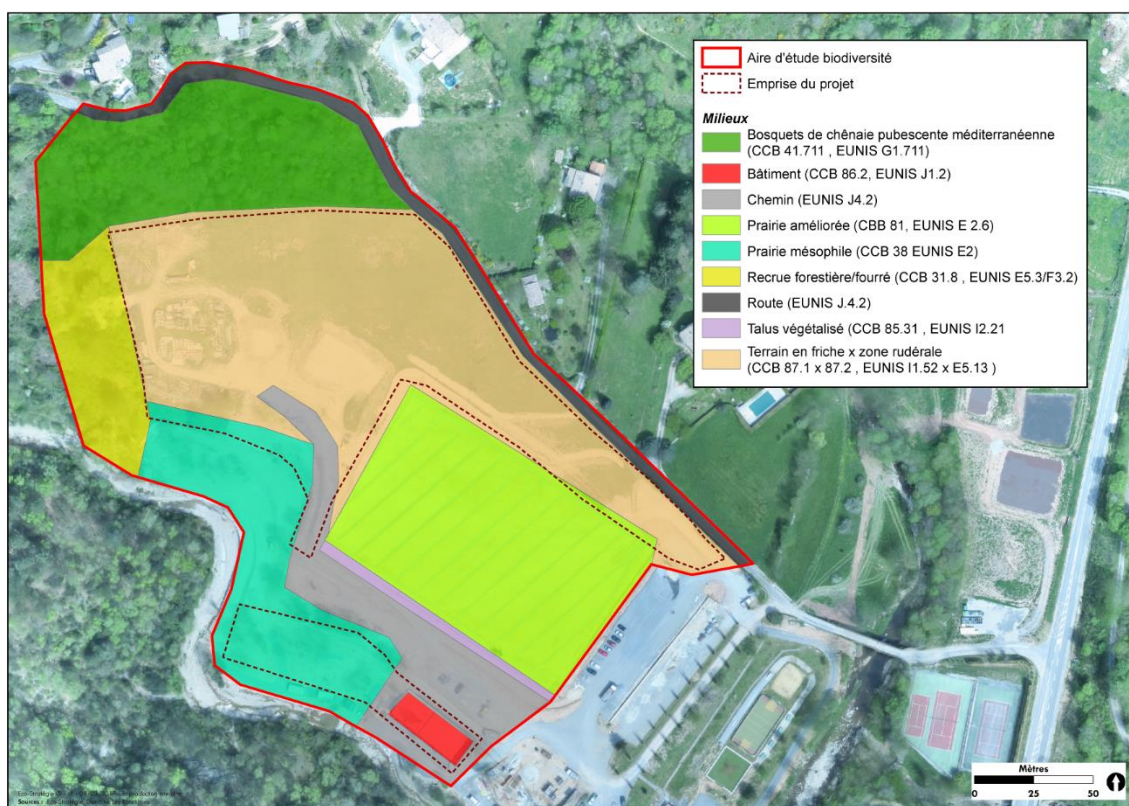 Aire d'étude biodiversité
Emprise du projet
Milieux
Bosquets de chênaie pubescente méditerranéenne
(CCB 41.711 , EUNIS G1.711)
Bâtiment (CCB 86.2, EUNIS J1.2)
Chemin (EUNIS J4.2)
Prairie améliorée (CBB 81, EUNIS E 2.6)
Prairie mésophile (CCB 38 EUNIS E2)
Recrue forestière/fourré (CCB 31.8 , EUNIS E5.3/F3.2)
Route (EUNIS J.4.2)
Talus végétalisé (CCB 85.31 , EUNIS I2.21
Terrain en friche x zone rudérale
(CCB 87.1 x 87.2 , EUNIS I1.52 x E5.13 )
Mètres
0 25 50
Sources :